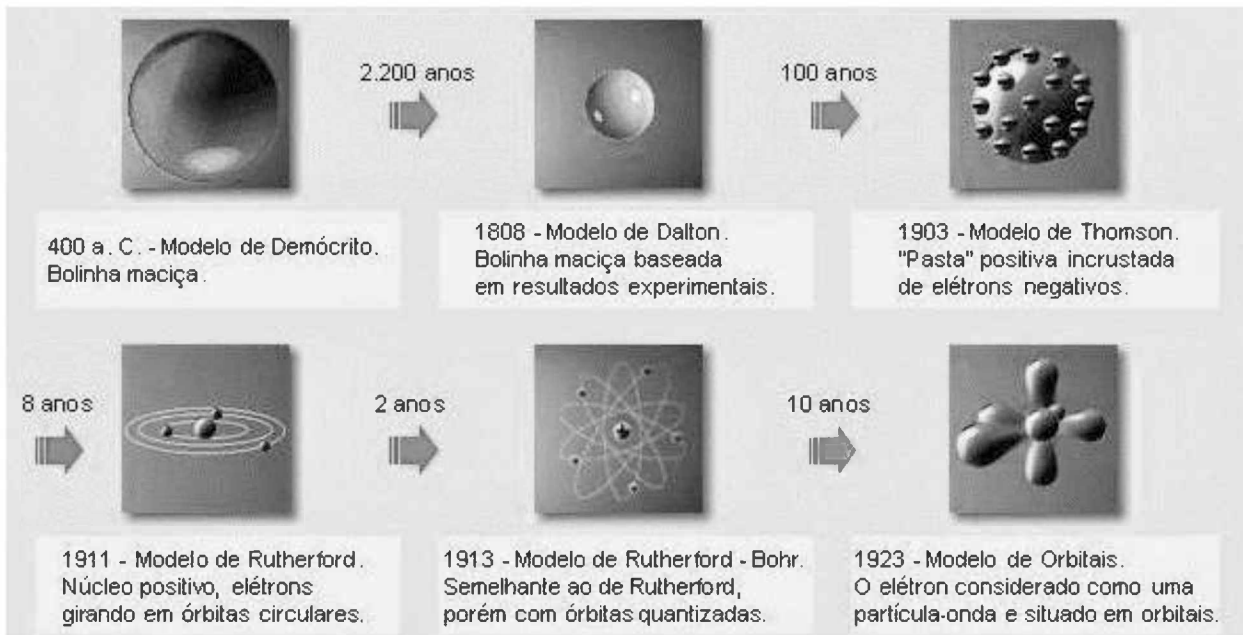 2.200 anos
100 anos
400 a. C. - Modelo de Demócrito.
Bolinha maciça.
1808 - Modelo de Dalton.
Bolinha maciça baseada
em resultados experimentais.
1903 - Modelo de Thomson.
"Pasta" positiva incrustada
de elétrons negativos.
8 anos
2 anos
10 anos
1911 - Modelo de Rutherford.
Núcleo positivo, elétrons
girando em órbitas circulares.
1913 - Modelo de Rutherford - Bohr.
Semelhante ao de Rutherford,
porém com órbitas quantizadas.
1923 - Modelo de Orbitais.
O elétron considerado como uma
partícula-onda e situado em orbitais.